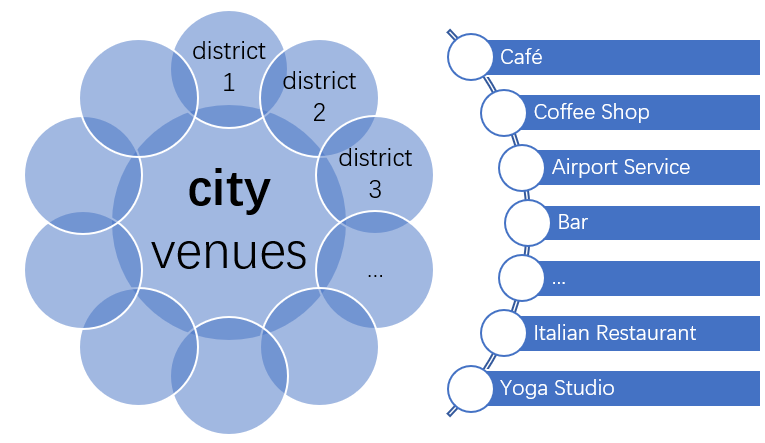 district
1
district
2
district
3
...
city
venues
Café
Coffee Shop
Airport Service
Bar
...
Italian Restaurant
Yoga Studio